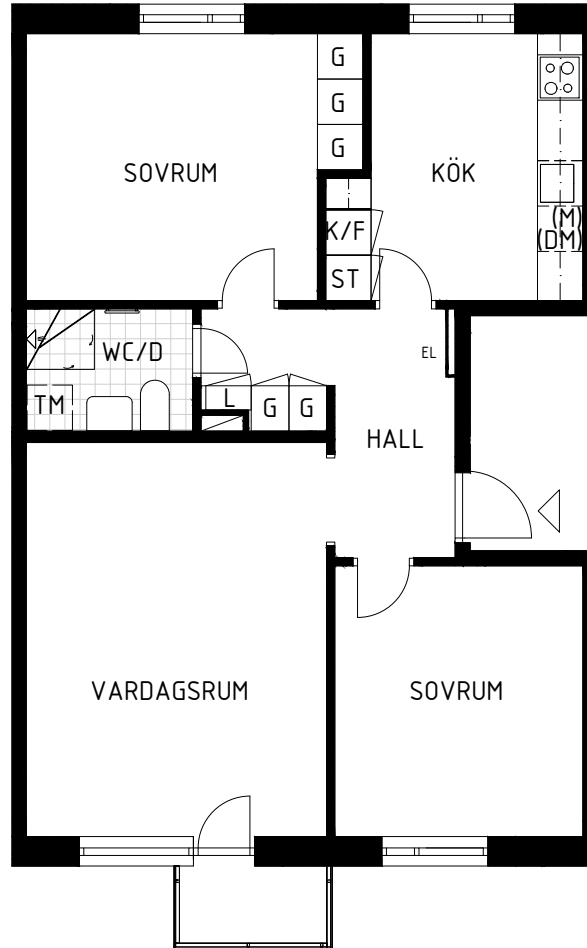 G
G
G
SOVRUM
KÖK
(M)
(DM)
K/F
ST
WC/D
EL
TM
L
G
G
HALL
VARDAGSRUM
SOVRUM